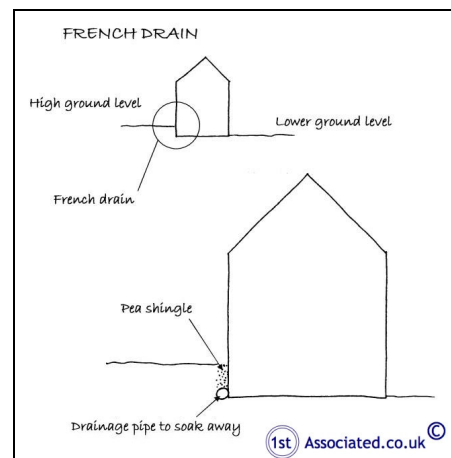 FRENCH DRAIN
High ground level
Lower ground level
French drain
Pea shingle
Drainage pipe to soak away
1st Associated.co.uk ©